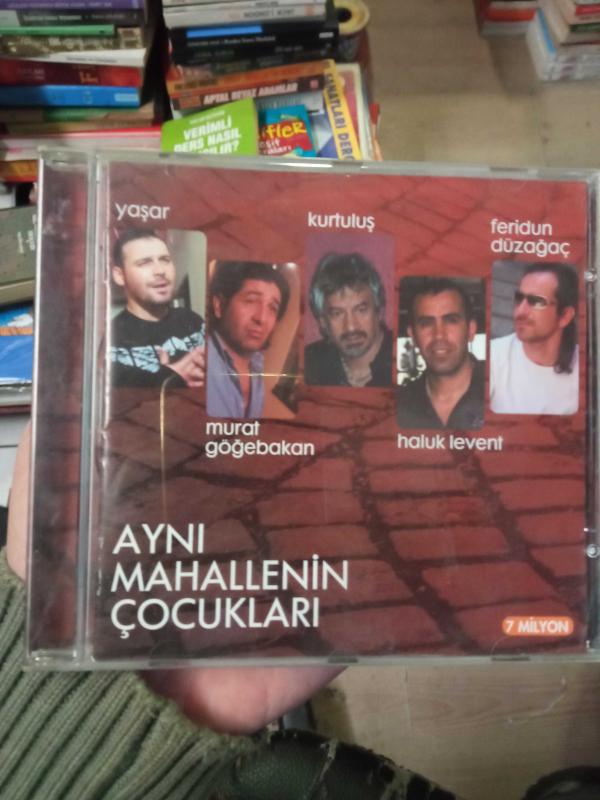 APTAL BEYAZ ADAMLAR
VERİMLİ
DERS NASIL
yaşar
kurtuluş
feridun
düzağaç
murat
göğebakan
haluk levent
AYNI
MAHALLENİN
ÇOCUKLARI
7 MİLYON